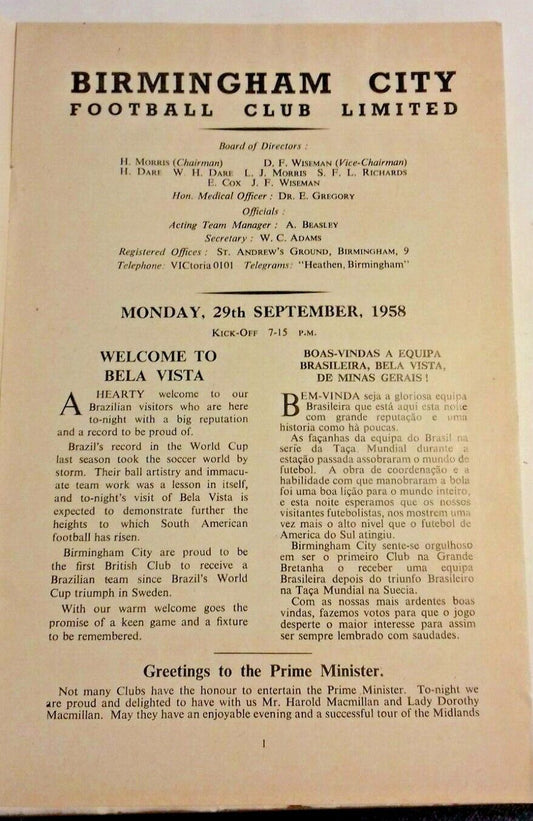 BIRMINGHAM CITY
FOOTBALL CLUB LIMITED
Board of Directors :
H. MORRIS (Chairman) D. F. WISEMAN (Vice-Chairman)
H. DARE W. H. DARE L. J. MORRIS S. F. L. RICHARDS
E. COX J. F. WISEMAN
Hon. Medical Officer : DR. E. GREGORY
Officials :
Acting Team Manager : A. BEASLEY
Secretary : W. C. ADAMS
Registered Offices : ST. ANDREW'S GROUND, BIRMINGHAM, 9
Telephone: VICtoria 0101 Telegrams: "Heathen, Birmingham"
MONDAY, 29th SEPTEMBER, 1958
KICK-OFF 7-15 P.M.
WELCOME TO
BELA VISTA
A HEARTY welcome to our
Brazilian visitors who are here
to-night with a big reputation
and a record to be proud of.
Brazil's record in the World Cup
last season took the soccer world by
storm. Their ball artistry and immacu-
ate team work was a lesson in itself,
and to-night's visit of Bela Vista is
expected to demonstrate further the
heights to which South American
football has risen.
Birmingham City are proud to be
the first British Club to receive a
Brazilian team since Brazil's World
Cup triumph in Sweden.
With our warm welcome goes the
promise of a keen game and a fixture
to be remembered.
BOAS-VINDAS A EQUIPA
BRASILEIRA, BELA VISTA,
DE MINAS GERAIS !
BEM-VINDA seja a gloriosa equipa
Brasileira que está aqui esta noite
com grande reputação e uma
historia como há poucas.
As façanhas da equipa do Brasil na
serie da Taça. Mundial durante a
estação passada assobraram o mundo de
futebol. A obra de coordenação e a
habilidade com que manobraram a bola
foi uma boa lição para o mundo inteiro,
e esta noite esperamos que os nossos
visitantes futebolistas, nos mostrem uma
vez mais o alto nivel que o futebol de
America do Sul atingiu.
Birmingham City sente-se orgulhoso
em ser o primeiro Club na Grande
Bretanha o receber uma equipa
Brasileira depois do triunfo Brasileiro
na Taça Mundial na Suecia.
Com as nossas mais ardentes boas
vindas, fazemos votos para que o jogo
desperte o maior interesse para assim
ser sempre lembrado com saudades.
Greetings to the Prime Minister.
Not many Clubs have the honour to entertain the Prime Minister. To-night we
are proud and delighted to have with us Mr. Harold Macmillan and Lady Dorothy
Macmillan. May they have an enjoyable evening and a successful tour of the Midlands
1